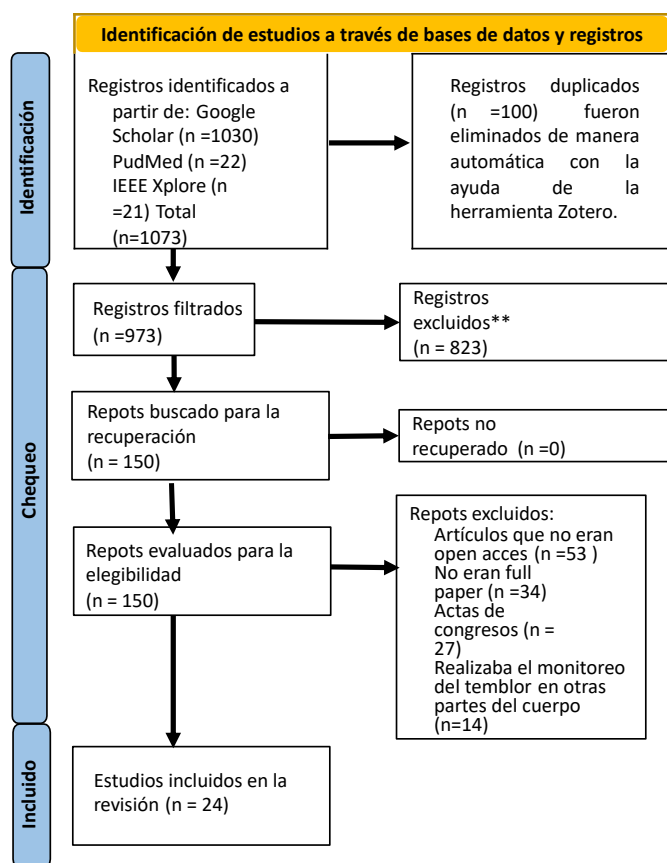 Identificación de estudios a través de bases de datos y registros
Identificación
Registros identificados a
partir de: Google
Scholar (n =1030)
PudMed (n =22)
IEEE Xplore (n
=21) Total
(n=1073)
Registros duplicados
(n =100) fueron
eliminados de manera
automática con la
ayuda de la
herramienta Zotero.
Chequeo
Registros filtrados
(n =973)
Registros
excluidos**
(n = 823)
Repots buscado para la
recuperación
(n = 150)
Repots no
recuperado (n =0)
Repots evaluados para la
elegibilidad
(n = 150)
Repots excluidos:
Artículos que no eran
open acces (n =53 )
No eran full
paper (n =34)
Actas de
congresos (n =
27)
Realizaba el monitoreo
del temblor en otras
partes del cuerpo
(n=14)
Incluido
Estudios incluidos en la
revisión (n = 24)